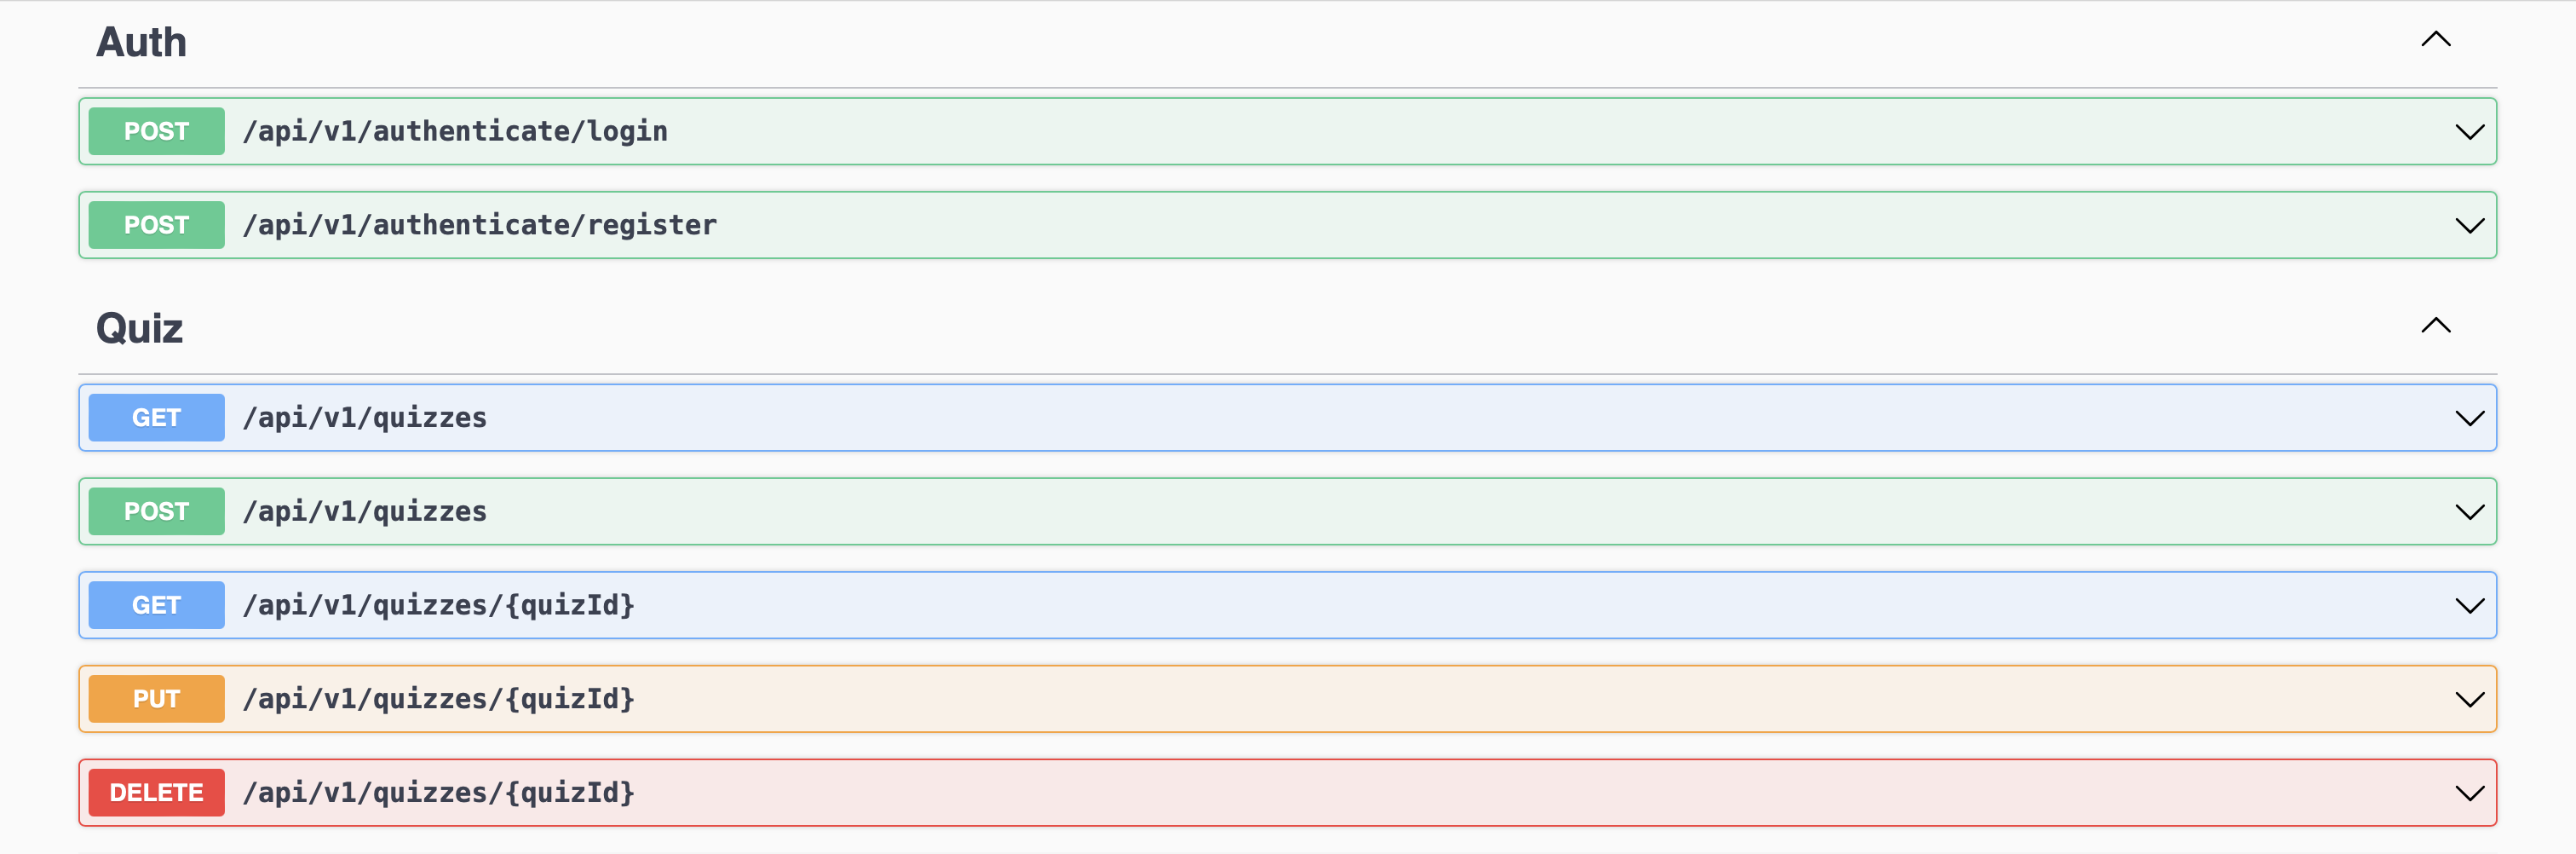 Auth
POST /api/v1/authenticate/login
POST /api/v1/authenticate/register
Quiz
GET /api/v1/quizzes
POST /api/v1/quizzes
GET /api/v1/quizzes/{quizId}
PUT /api/v1/quizzes/{quizId}
DELETE /api/v1/quizzes/{quizId}